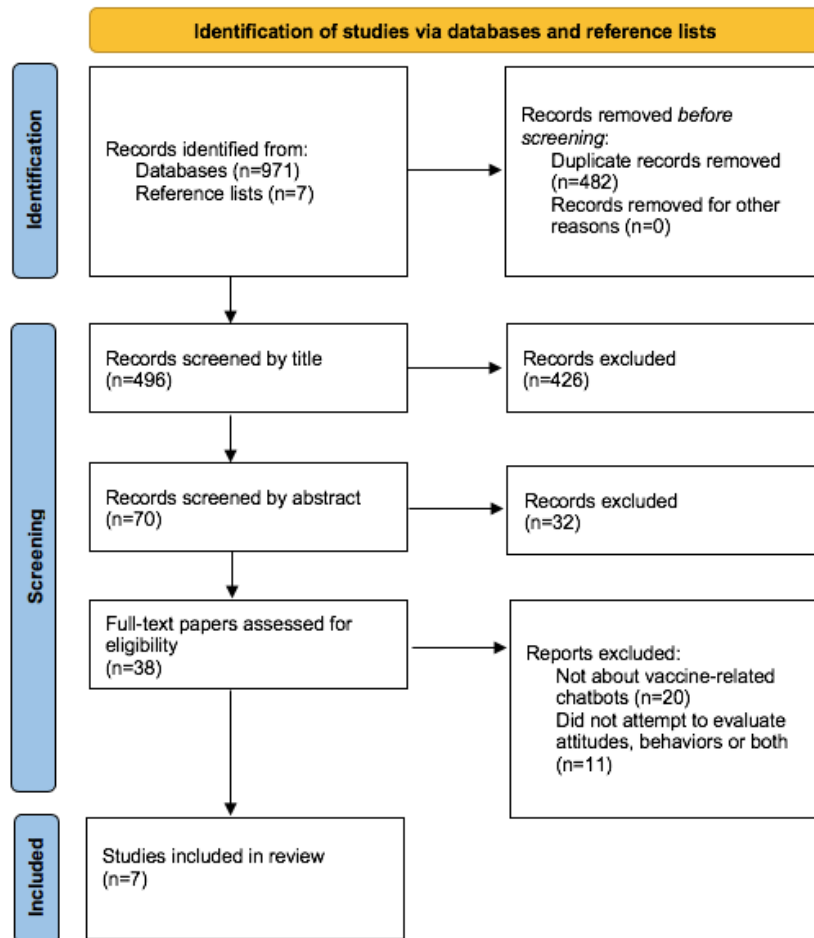 Identification of studies via databases and reference lists
Identification
Records identified from:
Databases (n=971)
Reference lists (n=7)
Records removed before
screening:
Duplicate records removed
(n=482)
Records removed for other
reasons (n=0)
Screening
Records screened by title
(n=496)
Records excluded
(n=426)
Records screened by abstract
(n=70)
Records excluded
(n=32)
Full-text papers assessed for
eligibility
(n=38)
Reports excluded:
Not about vaccine-related
chatbots (n=20)
Did not attempt to evaluate
attitudes, behaviors or both
(n=11)
Included
Studies included in review
(n=7)